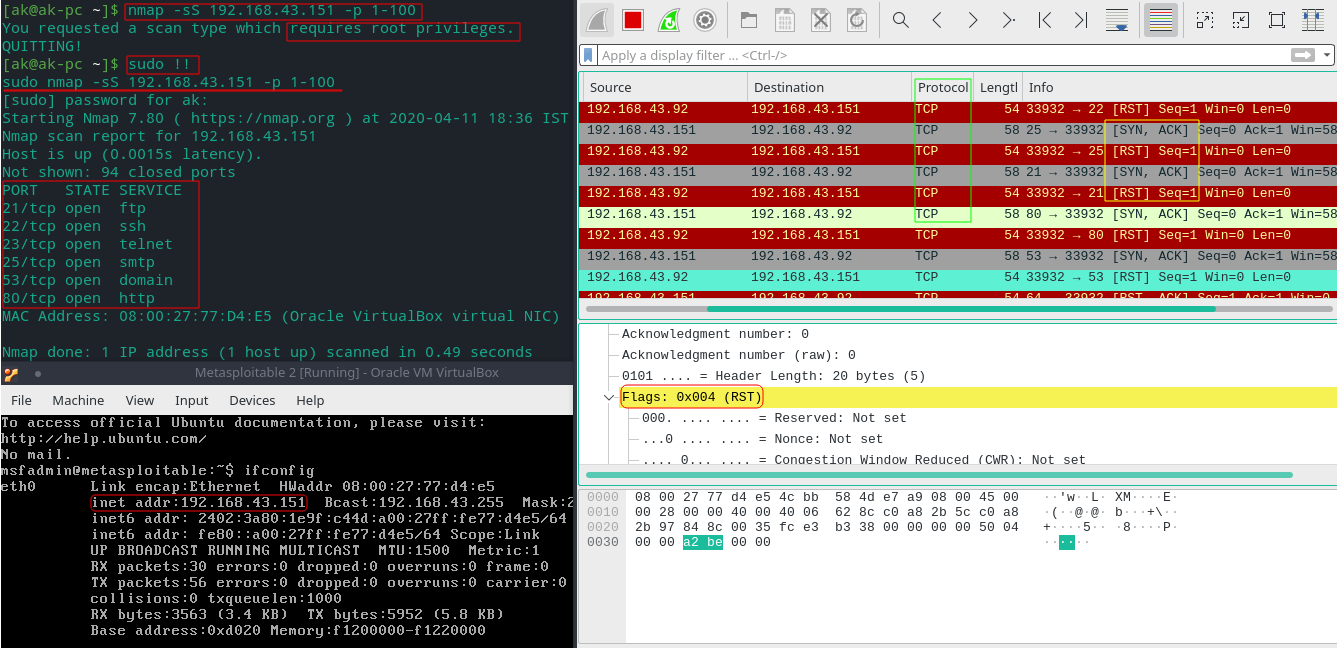 [ak@ak-pc ~]$ nmap -sS 192.168.43.151 -p 1-100
You requested a scan type which requires root privileges.
QUITTING!
[ak@ak-pc ~]$ sudo !!
sudo nmap -sS 192.168.43.151 -p 1-100
[sudo] password for ak:
Starting Nmap 7.80 ( https://nmap.org ) at 2020-04-11 18:36 IST
Nmap scan report for 192.168.43.151
Host is up (0.0015s latency).
Not shown: 94 closed ports
PORT   STATE SERVICE
21/tcp open  ftp
22/tcp open  ssh
23/tcp open  telnet
25/tcp open  smtp
53/tcp open  domain
80/tcp open  http
MAC Address: 08:00:27:77:D4:E5 (Oracle VirtualBox virtual NIC)
Nmap done: 1 IP address (1 host up) scanned in 0.49 seconds
Metasploitable 2 [Running] - Oracle VM VirtualBox
File Machine View Input Devices Help
To access official Ubuntu documentation, please visit:
http://help.ubuntu.com/
No mail.
msfadmin@metasploitable:~$ ifconfig
eth0      Link encap:Ethernet  HWaddr 08:00:27:77:d4:e5
inet addr:192.168.43.151  Bcast:192.168.43.255  Mask:2
inet6 addr: 2402:3a80:1e9f:c44d:a00:27ff:fe77:d4e5/64
inet6 addr: fe80::a00:27ff:fe77:d4e5/64 Scope:Link
UP BROADCAST RUNNING MULTICAST  MTU:1500  Metric:1
RX packets:30 errors:0 dropped:0 overruns:0 frame:0
TX packets:56 errors:0 dropped:0 overruns:0 carrier:0
collisions:0 txqueuelen:1000
RX bytes:3563 (3.4 KB)  TX bytes:5952 (5.8 KB)
Base address:0xd020 Memory:f1200000-f1220000
Apply a display filter ... <Ctrl-/>
Source Destination Protocol Lengtl Info
192.168.43.92 192.168.43.151 TCP 54 33932 → 22 [RST] Seq=1 Win=0 Len=0
192.168.43.151 192.168.43.92 TCP 58 25 → 33932 [SYN, ACK] Seq=0 Ack=1 Win=58
192.168.43.92 192.168.43.151 TCP 54 33932 → 25 [RST] Seq=1 Win=0 Len=0
192.168.43.151 192.168.43.92 TCP 58 21 → 33932 [SYN, ACK] Seq=0 Ack=1 Win=58
192.168.43.92 192.168.43.151 TCP 54 33932 → 21 [RST] Seq=1 Win=0 Len=0
192.168.43.151 192.168.43.92 TCP 58 80 → 33932 [SYN, ACK] Seq=0 Ack=1 Win=58
192.168.43.92 192.168.43.151 TCP 54 33932 → 80 [RST] Seq=1 Win=0 Len=0
192.168.43.151 192.168.43.92 TCP 58 53 → 33932 [SYN, ACK] Seq=0 Ack=1 Win=58
192.168.43.92 192.168.43.151 TCP 54 33932 → 53 [RST] Seq=1 Win=0 Len=0
192.168.43.151 192.168.43.92 TCP 54 64 → 33932 [RST, ACK] Seq=1 Ack=1 Win=0
Acknowledgment number: 0
Acknowledgment number (raw): 0
0101 .... = Header Length: 20 bytes (5)
Flags: 0x004 (RST)
000. .... .... = Reserved: Not set
...0 .... .... = Nonce: Not set
.... 0... .... = Congestion Window Reduced (CWR): Not set
0000 08 00 27 77 d4 e5 4c bb 58 4d e7 a9 08 00 45 00 ··'w··L· XM····E·
0010 00 28 00 00 40 00 40 06 62 8c c0 a8 2b 5c c0 a8 ·(··@·@· b···+\··
0020 2b 97 84 8c 00 35 fc e3 b3 38 00 00 00 00 50 04 +····5·· ·8····P·
0030 00 00 a2 be 00 00 ······